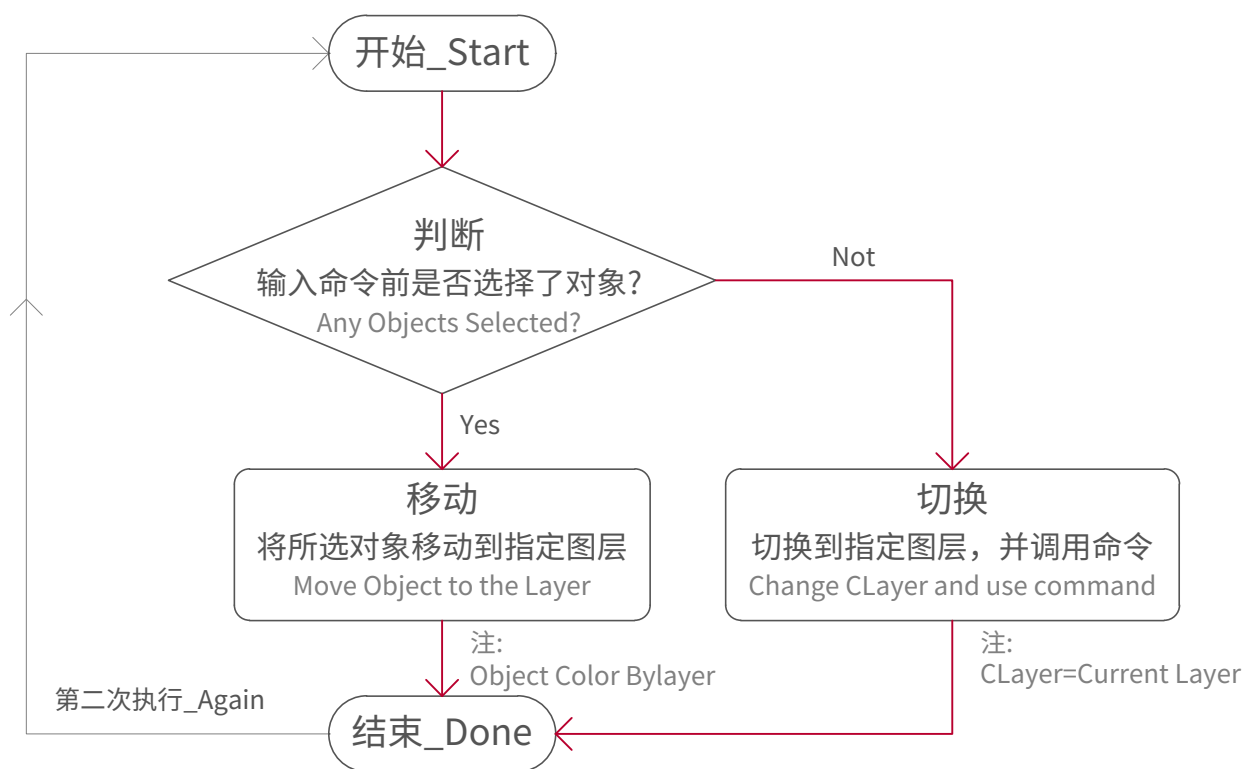 开始_Start
判断
输入命令前是否选择了对象?
Any Objects Selected?
Not
Yes
移动
将所选对象移动到指定图层
Move Object to the Layer
切换
切换到指定图层，并调用命令
Change CLayer and use command
注:
Object Color Bylayer
注:
CLayer=Current Layer
第二次执行_Again
结束_Done